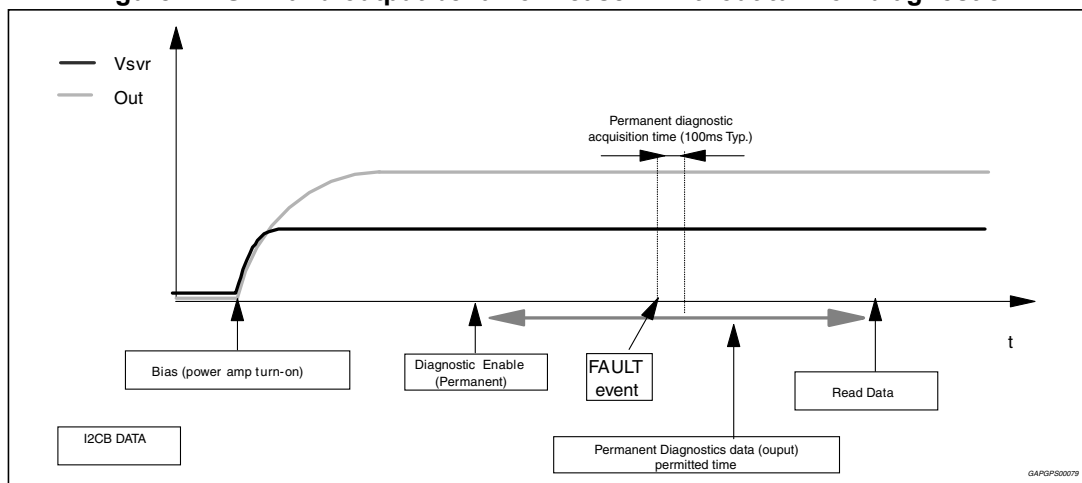 Vsvr
Out
Permanent diagnostic
acquisition time (100ms Typ.)
t
Bias (power amp turn-on)
Diagnostic Enable
(Permanent)
FAULT
event
Read Data
I2CB DATA
Permanent Diagnostics data (ouput)
permitted time
GAPGPS00079